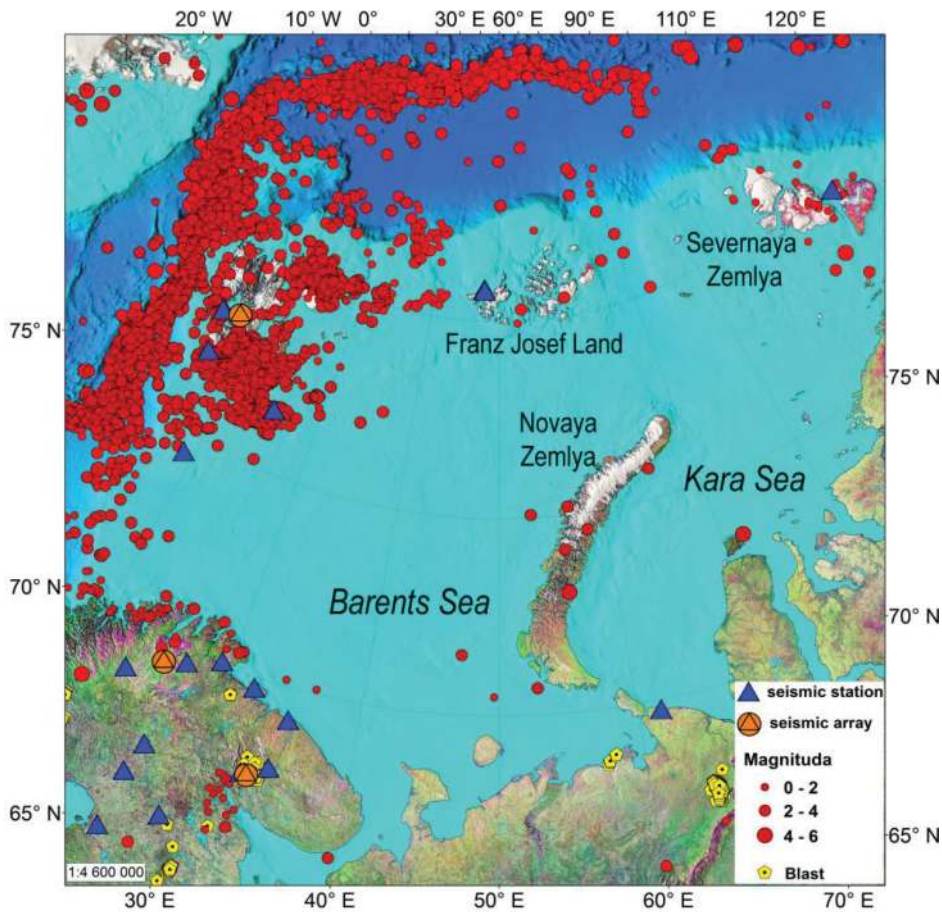 20° W 10° W 0° 30° E 60° E 90° E 110° E 120° E
Severnaya
Zemlya
75° N
Franz Josef Land
75° N
Novaya
Zemlya
Kara Sea
70° N
Barents Sea
70° N
seismic station
seismic array
Magnituda
0 - 2
2 - 4
4 - 6
Blast
65° N
65° N
1:4 600 000
30° E 40° E 50° E 60° E 70° E